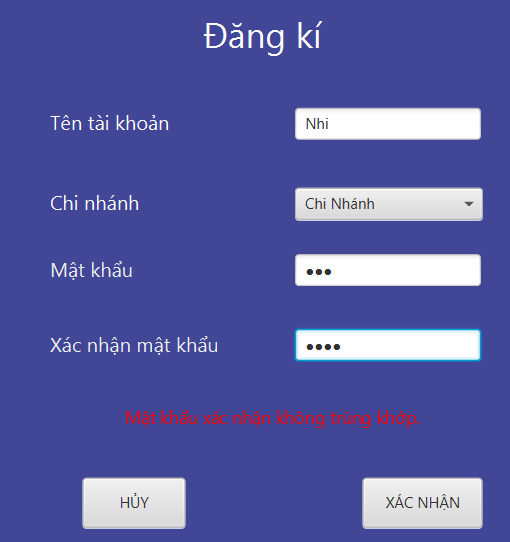 Đăng kí
Tên tài khoản Nhi
Chi nhánh Chi Nhánh
Mật khẩu •••
Xác nhận mật khẩu ••••
Mật khẩu xác nhận không trùng khớp.
HỦY XÁC NHẬN